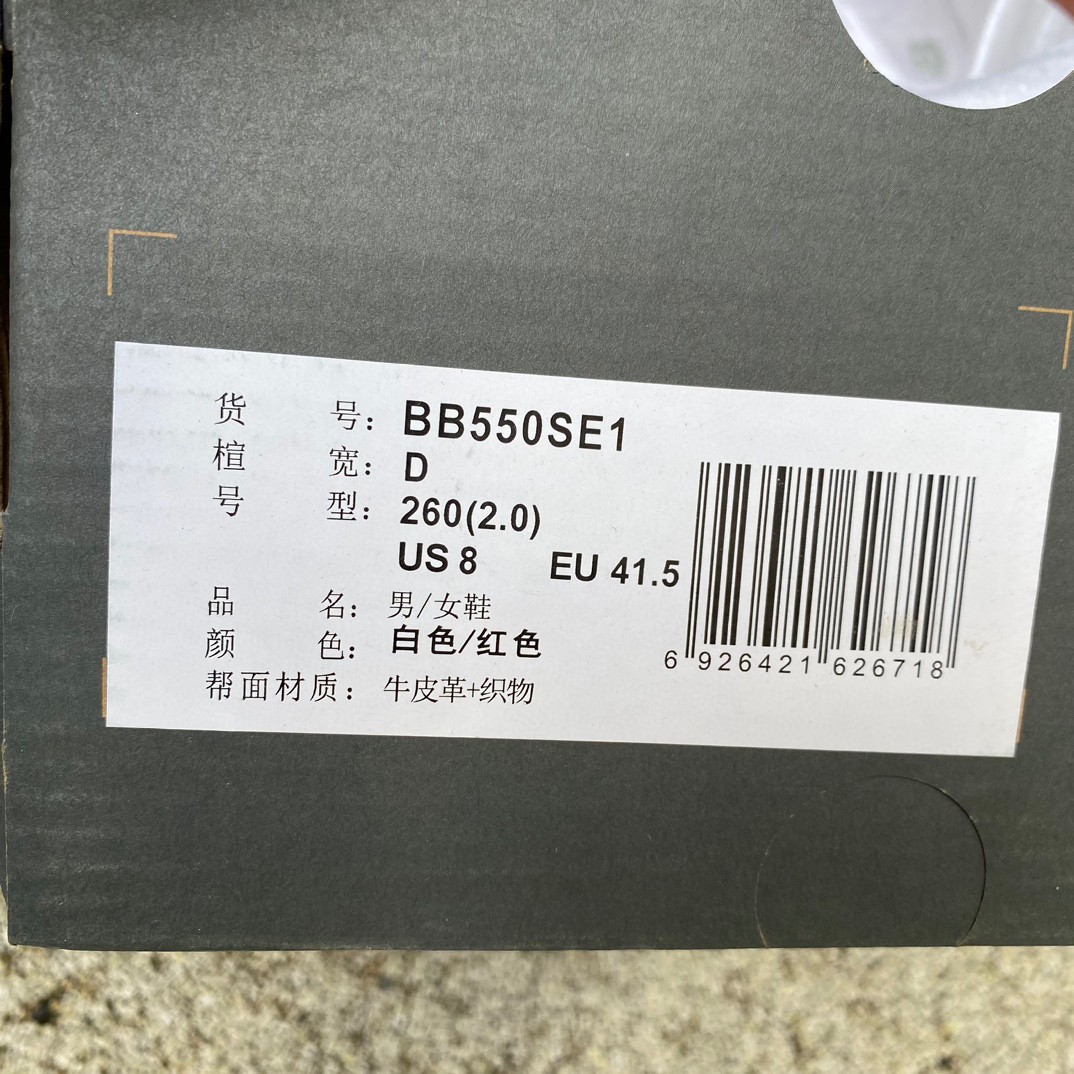 货号：BB550SE1
楦宽：D
号型：260(2.0)
US 8 EU 41.5
品名：男/女鞋
颜色：白色/红色
帮面材质：牛皮革+织物
6 926421 626718